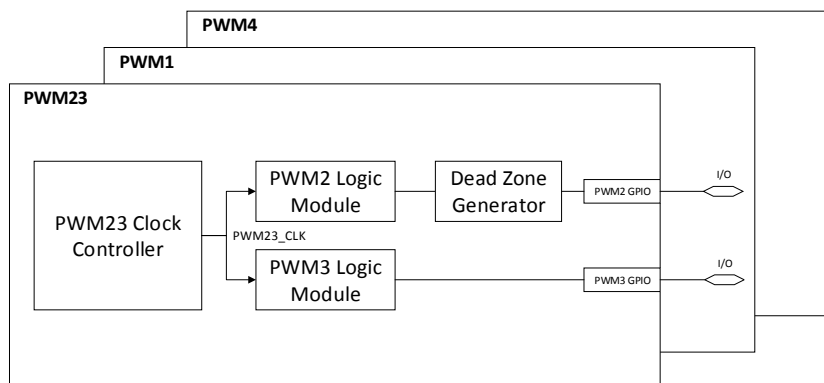 PWM4
PWM1
PWM23
PWM23 Clock
Controller
PWM23_CLK
PWM2 Logic
Module
Dead Zone
Generator
PWM2 GPIO
I/O
PWM3 Logic
Module
PWM3 GPIO
I/O